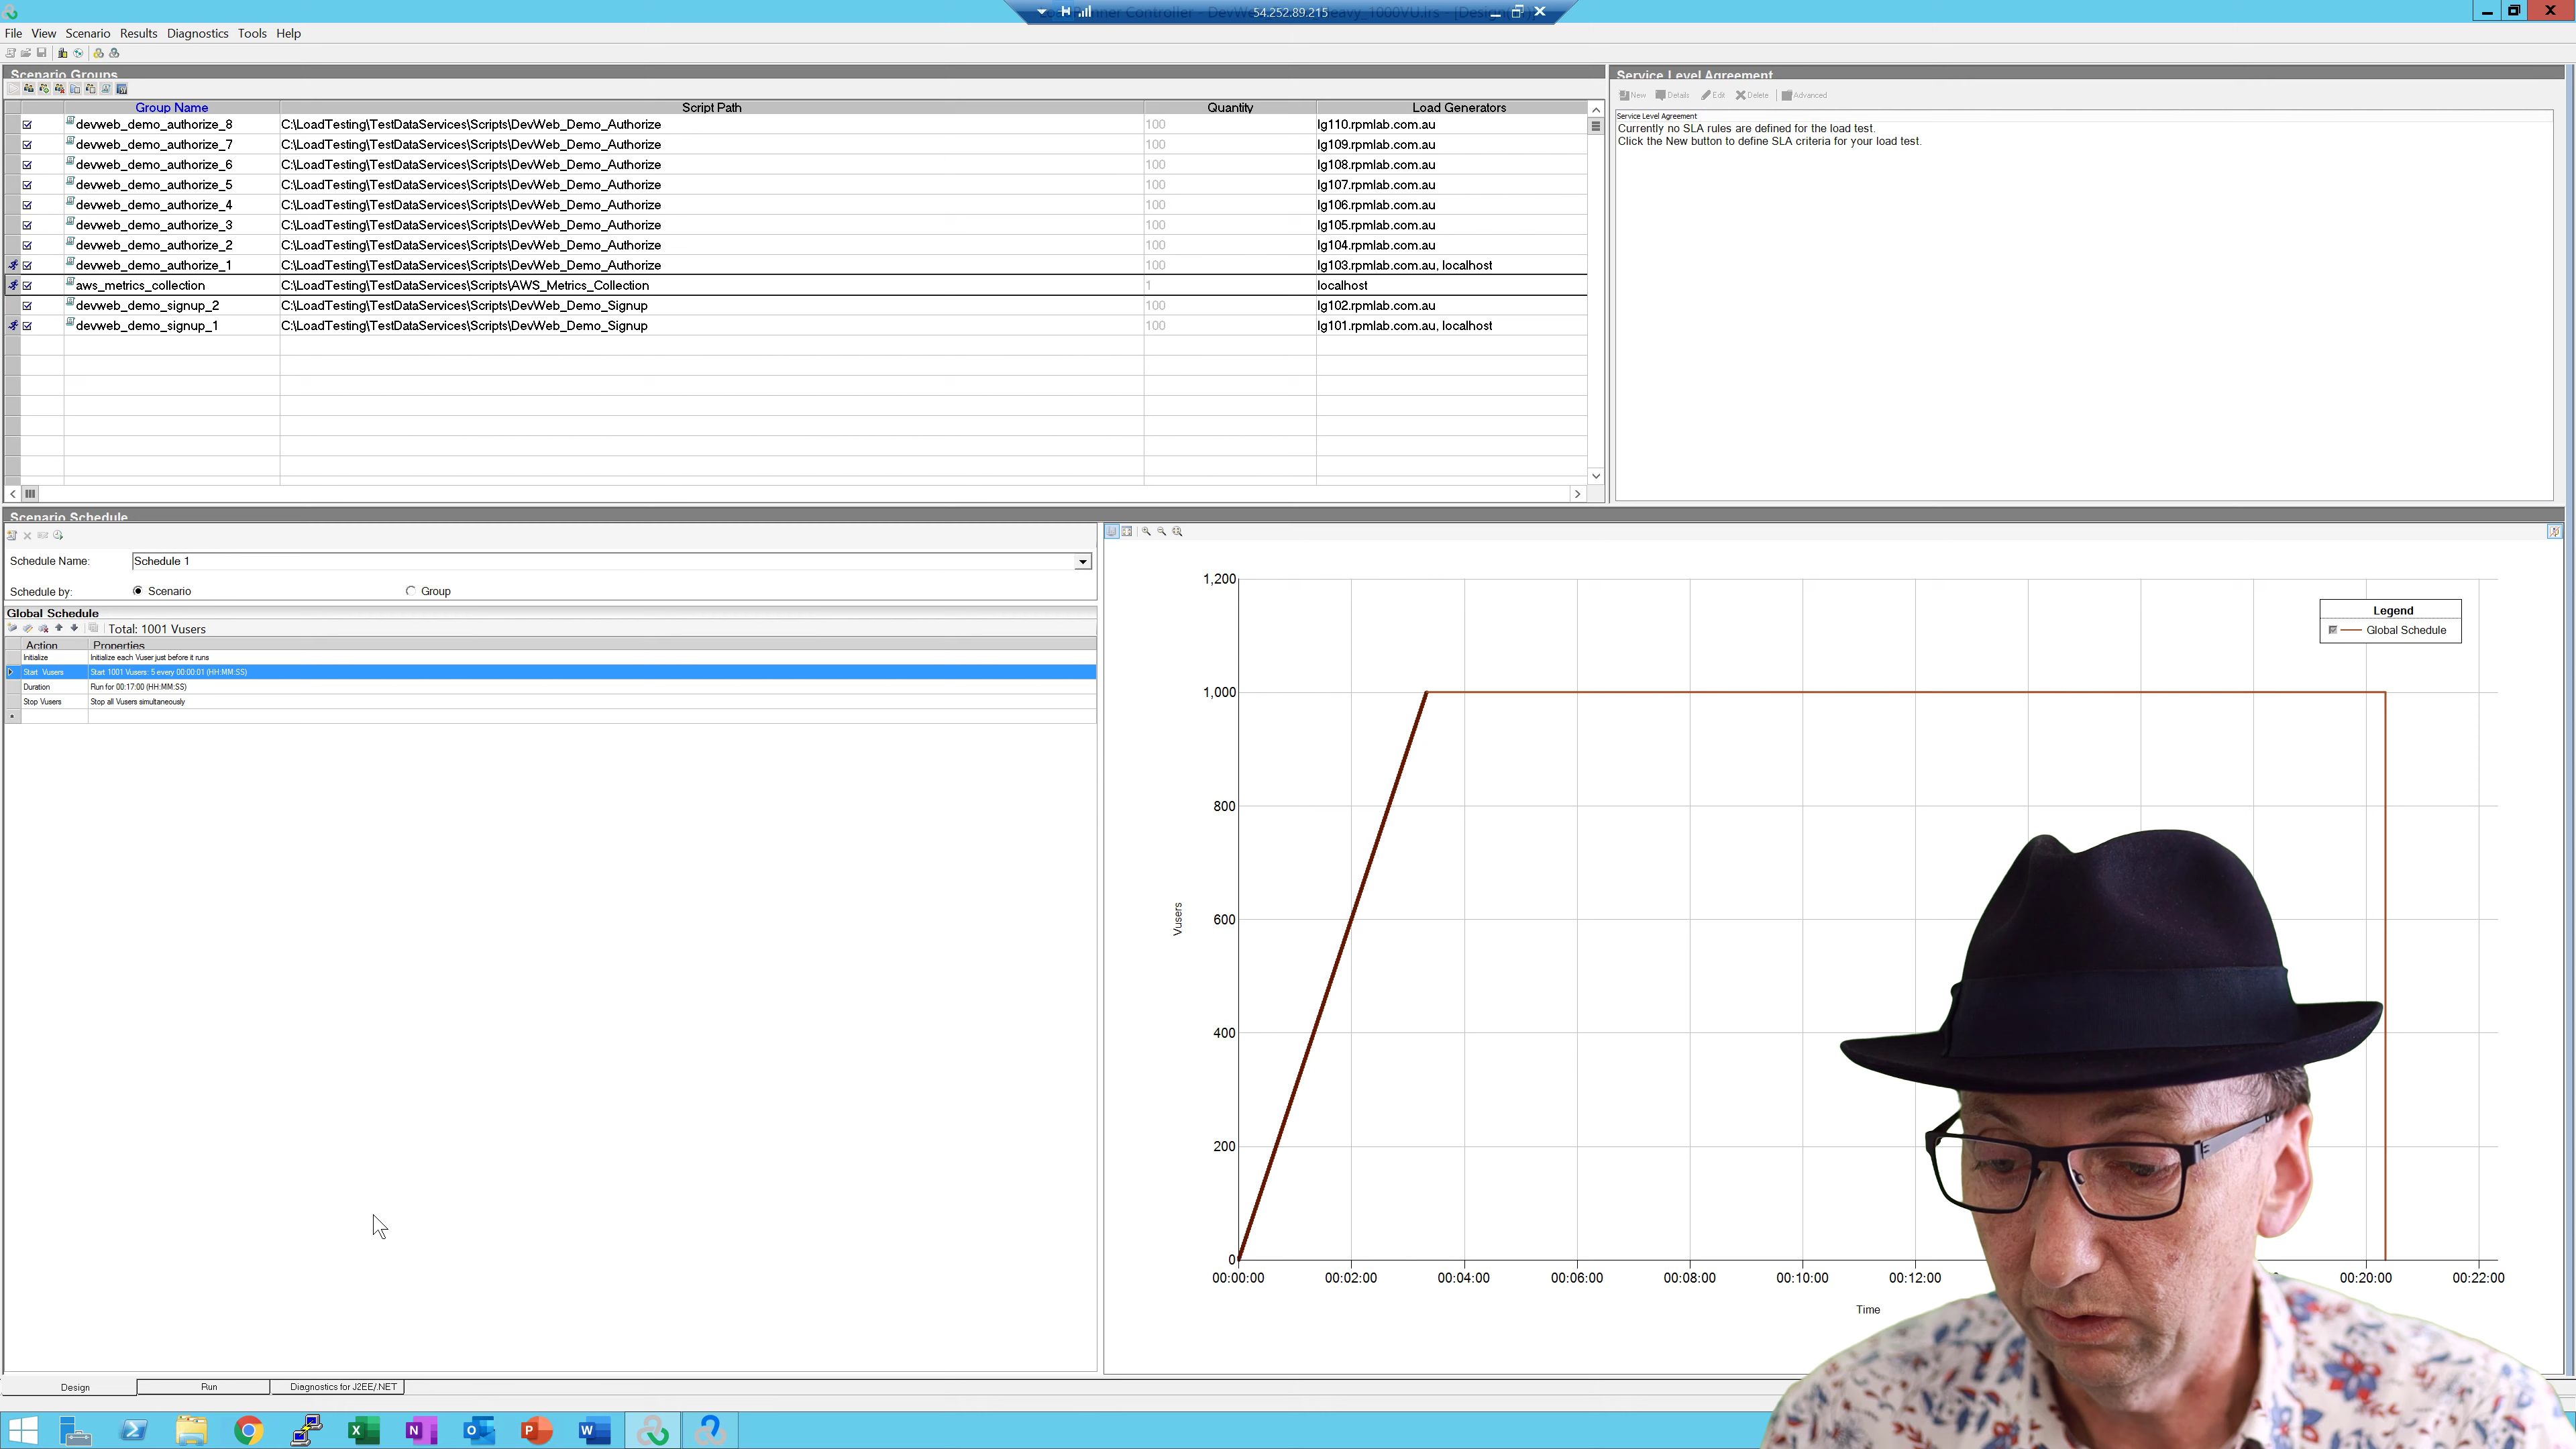 54.252.89.215
File View Scenario Results Diagnostics Tools Help
Scenario Groups
Group Name Script Path Quantity Load Generators
devweb_demo_authorize_8 C:\LoadTesting\TestDataServices\Scripts\DevWeb_Demo_Authorize 100 lg110.rpmlab.com.au
devweb_demo_authorize_7 C:\LoadTesting\TestDataServices\Scripts\DevWeb_Demo_Authorize 100 lg109.rpmlab.com.au
devweb_demo_authorize_6 C:\LoadTesting\TestDataServices\Scripts\DevWeb_Demo_Authorize 100 lg108.rpmlab.com.au
devweb_demo_authorize_5 C:\LoadTesting\TestDataServices\Scripts\DevWeb_Demo_Authorize 100 lg107.rpmlab.com.au
devweb_demo_authorize_4 C:\LoadTesting\TestDataServices\Scripts\DevWeb_Demo_Authorize 100 lg106.rpmlab.com.au
devweb_demo_authorize_3 C:\LoadTesting\TestDataServices\Scripts\DevWeb_Demo_Authorize 100 lg105.rpmlab.com.au
devweb_demo_authorize_2 C:\LoadTesting\TestDataServices\Scripts\DevWeb_Demo_Authorize 100 lg104.rpmlab.com.au
devweb_demo_authorize_1 C:\LoadTesting\TestDataServices\Scripts\DevWeb_Demo_Authorize 100 lg103.rpmlab.com.au, localhost
aws_metrics_collection C:\LoadTesting\TestDataServices\Scripts\AWS_Metrics_Collection 1 localhost
devweb_demo_signup_2 C:\LoadTesting\TestDataServices\Scripts\DevWeb_Demo_Signup 100 lg102.rpmlab.com.au
devweb_demo_signup_1 C:\LoadTesting\TestDataServices\Scripts\DevWeb_Demo_Signup 100 lg101.rpmlab.com.au, localhost
Service Level Agreement
New Details Edit Delete Advanced
Service Level Agreement
Currently no SLA rules are defined for the load test.
Click the New button to define SLA criteria for your load test.
Scenario Schedule
Schedule Name: Schedule 1
Schedule by: Scenario Group
Global Schedule
Total: 1001 Vusers
Action Properties
Initialize Initialize each Vuser just before it runs
Start Vusers Start 1001 Vusers: 5 every 00:00:01 (HH:MM:SS)
Duration Run for 00:17:00 (HH:MM:SS)
Stop Vusers Stop all Vusers simultaneously
Legend
Global Schedule
1,200
1,000
800
600
400
200
0
Vusers
00:00:00 00:02:00 00:04:00 00:06:00 00:08:00 00:10:00 00:12:00 00:20:00 00:22:00
Time
Design Run Diagnostics for J2EE/.NET